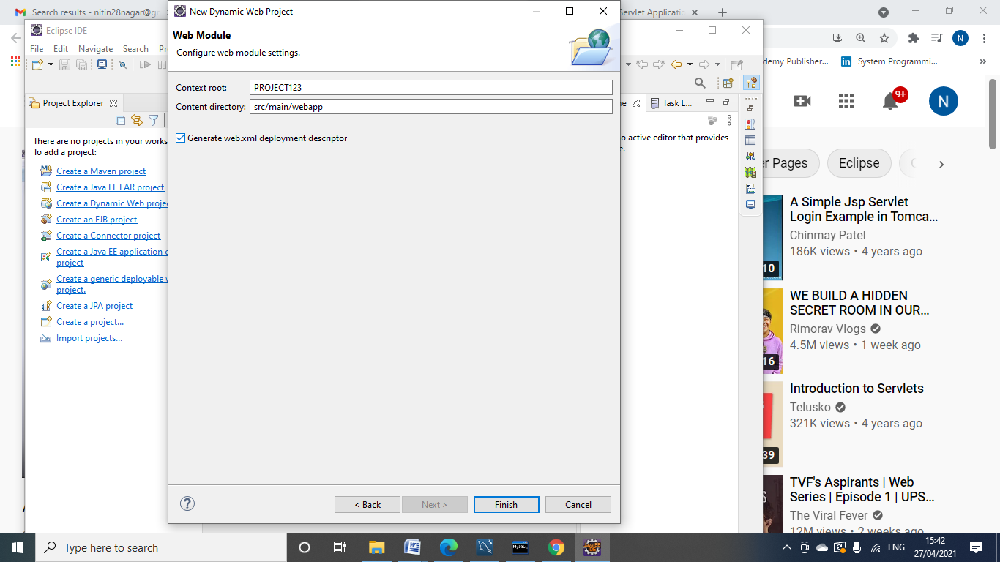 Search results - nitin28nagar@gr
Servlet Applicatic
New Dynamic Web Project
Eclipse IDE
File Edit Navigate Search Pr
Web Module
Configure web module settings.
Context root: PROJECT123
Content directory: src/main/webapp
Generate web.xml deployment descriptor
Project Explorer
There are no projects in your works
To add a project:
Create a Maven project
Create a Java EE EAR project
Create a Dynamic Web projec
Create an EJB project
Create a Connector project
Create a Java EE application c
project
Create a generic deployable w
project.
Create a JPA project
Create a project...
Import projects...
< Back Next > Finish Cancel
ne Task L...
o active editor that provides
e.
demy Publisher... System Programmi... »
N
9+
N
er Pages Eclipse
A Simple Jsp Servlet
Login Example in Tomca...
Chinmay Patel
186K views • 4 years ago
10
WE BUILD A HIDDEN
SECRET ROOM IN OUR...
Rimorav Vlogs
4.5M views • 1 week ago
16
Introduction to Servlets
Telusko
321K views • 4 years ago
39
TVF's Aspirants | Web
Series | Episode 1 | UPS...
The Viral Fever
12M views • 2 weeks ago
Type here to search
MySQL
ENG
15:42
27/04/2021